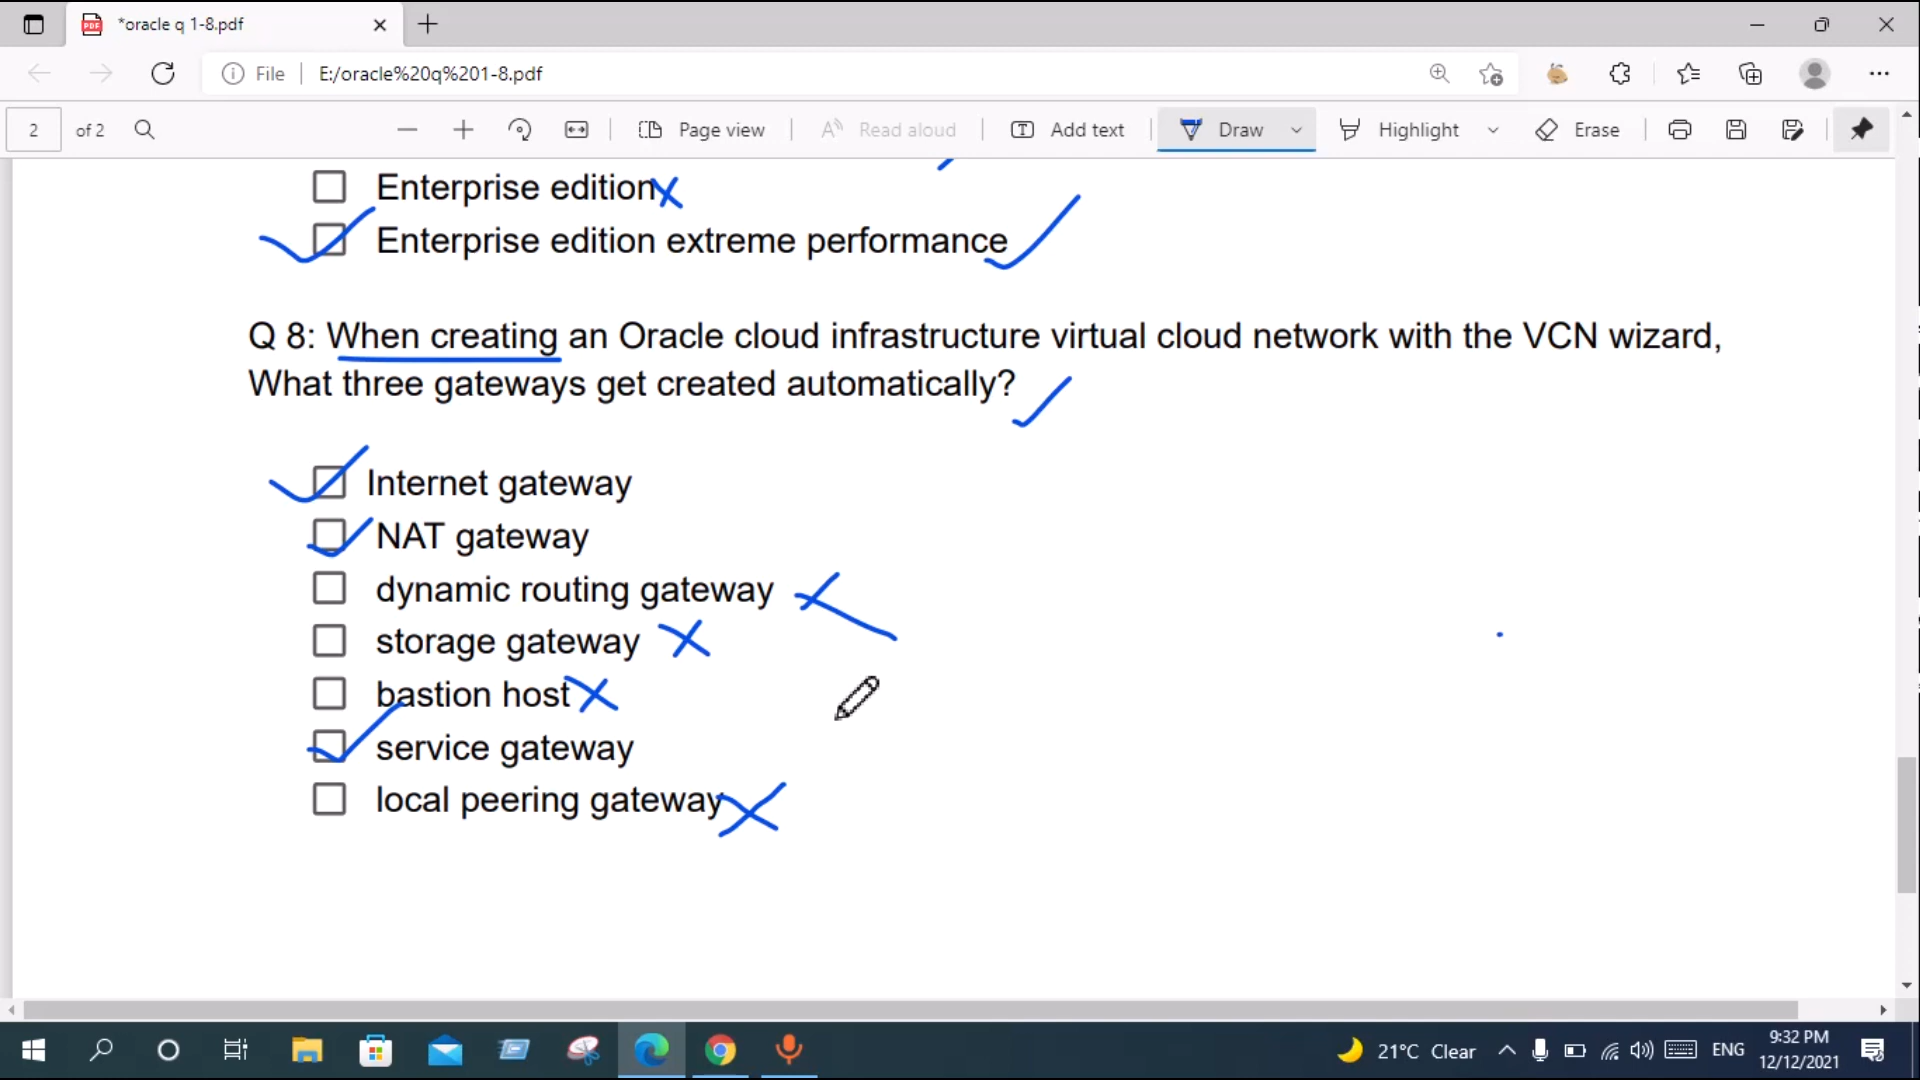 *oracle q 1-8.pdf
File
E:/oracle%20q%201-8.pdf
2 of 2
Page view
Read aloud
Add text
Draw
Highlight
Erase
Enterprise edition
Enterprise edition extreme performance
Q 8: When creating an Oracle cloud infrastructure virtual cloud network with the VCN wizard,
What three gateways get created automatically?
Internet gateway
NAT gateway
dynamic routing gateway
storage gateway
bastion host
service gateway
local peering gateway
21°C Clear
ENG
9:32 PM
12/12/2021